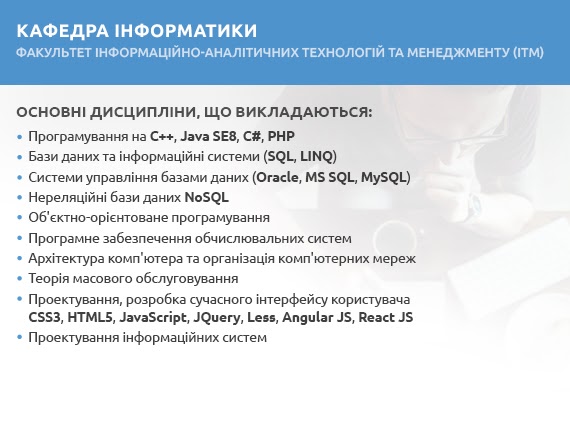 КАФЕДРА ІНФОРМАТИКИ
ФАКУЛЬТЕТ ІНФОРМАЦІЙНО-АНАЛІТИЧНИХ ТЕХНОЛОГІЙ ТА МЕНЕДЖМЕНТУ (ІТМ)
ОСНОВНІ ДИСЦИПЛІНИ, ЩО ВИКЛАДАЮТЬСЯ:
• Програмування на C++, Java SE8, C#, PHP
• Бази даних та інформаційні системи (SQL, LINQ)
• Системи управління базами даних (Oracle, MS SQL, MySQL)
• Нереляційні бази даних NoSQL
• Об'єктно-орієнтоване програмування
• Програмне забезпечення обчислювальних систем
• Архітектура комп'ютера та організація комп'ютерних мереж
• Теорія масового обслуговування
• Проектування, розробка сучасного інтерфейсу користувача
CSS3, HTML5, JavaScript, JQuery, Less, Angular JS, React JS
• Проектування інформаційних систем